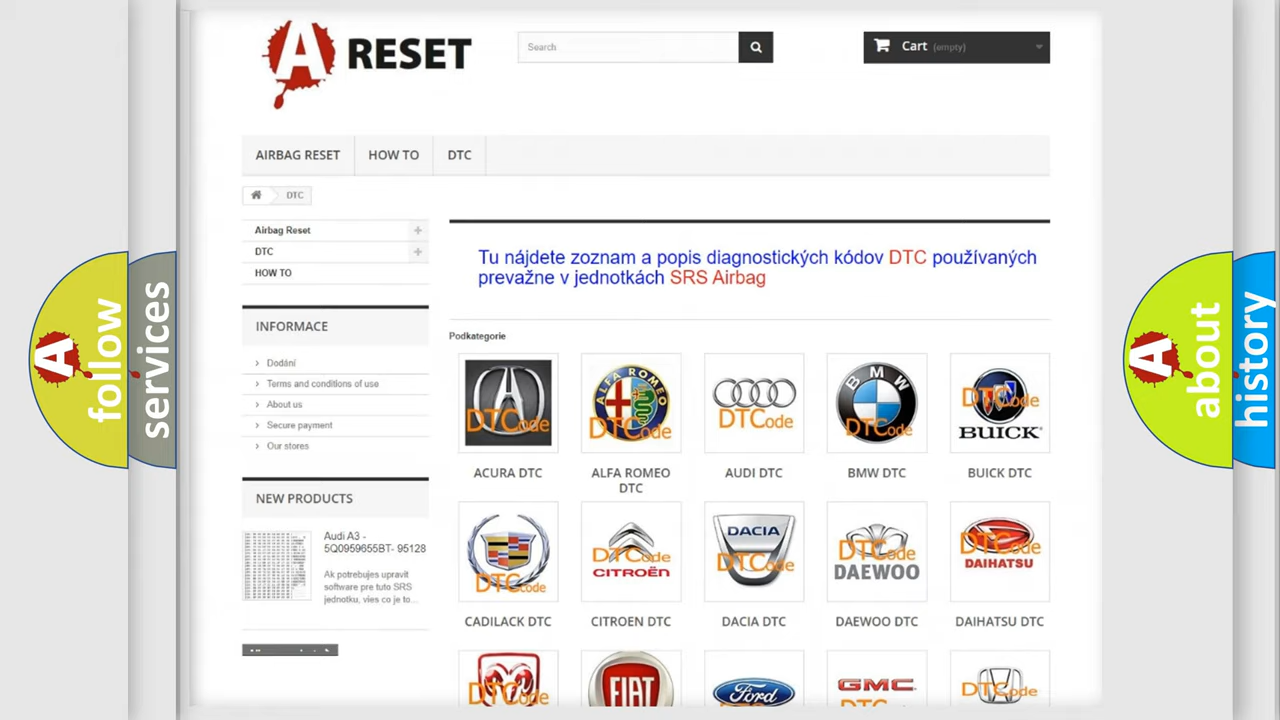 A RESET
Search
Cart (empty)
AIRBAG RESET
HOW TO
DTC
DTC
Airbag Reset
DTC
HOW TO
Tu nájdete zoznam a popis diagnostických kódov DTC používaných
prevažne v jednotkách SRS Airbag
INFORMACE
Podkategorie
Dodání
Terms and conditions of use
About us
Secure payment
Our stores
ALFA ROMEO
BMW
DTCode
DTCode
DTCode
DTCode
DTCode
BUICK
ACURA DTC
ALFA ROMEO
DTC
AUDI DTC
BMW DTC
BUICK DTC
NEW PRODUCTS
Audi A3 -
5Q0959655BT- 95128
Ak potrebujes upravit
software pre tuto SRS
jednotku, vies co je to...
DTCode
DTCode
CITROËN
DACIA
DTCode
DTCode
DAEWOO
DTCode
DAIHATSU
CADILACK DTC
CITROEN DTC
DACIA DTC
DAEWOO DTC
DAIHATSU DTC
DTCode
FIAT
Ford
GMC
DTCode
A follow
services
A about
history